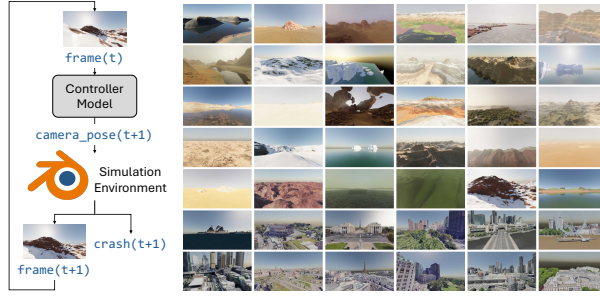 frame(t)
Controller
Model
camera_pose(t+1)
Simulation
Environment
crash(t+1)
frame(t+1)